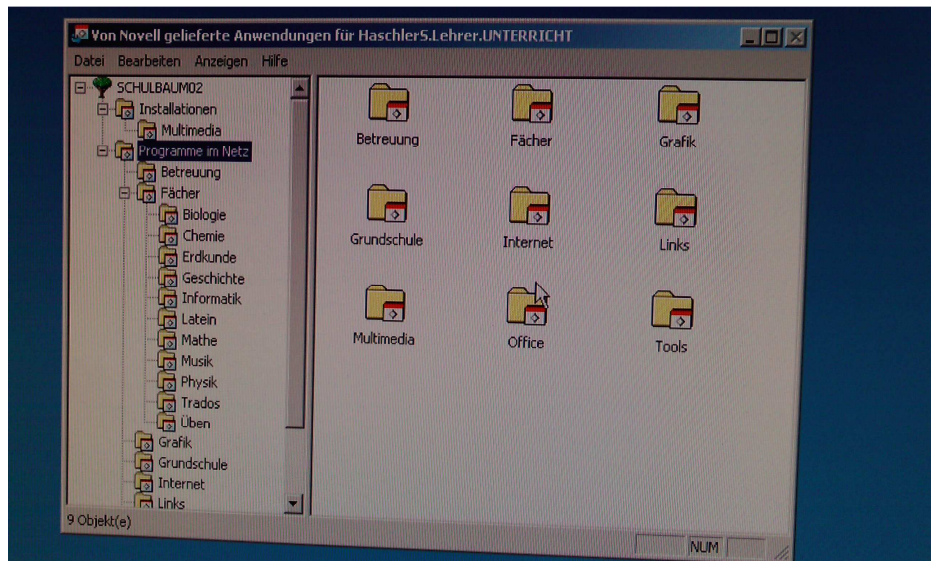 Von Novell gelieferte Anwendungen für HaschlerS.Lehrer.UNTERRICHT
Datei Bearbeiten Anzeigen Hilfe
SCHULBAUM02
Installationen
Multimedia
Programme im Netz
Betreuung
Fächer
Biologie
Chemie
Erdkunde
Geschichte
Informatik
Latein
Mathe
Musik
Physik
Trados
Üben
Grafik
Grundschule
Internet
Links
Betreuung Fächer Grafik
Grundschule Internet Links
Multimedia Office Tools
9 Objekt(e)
NUM